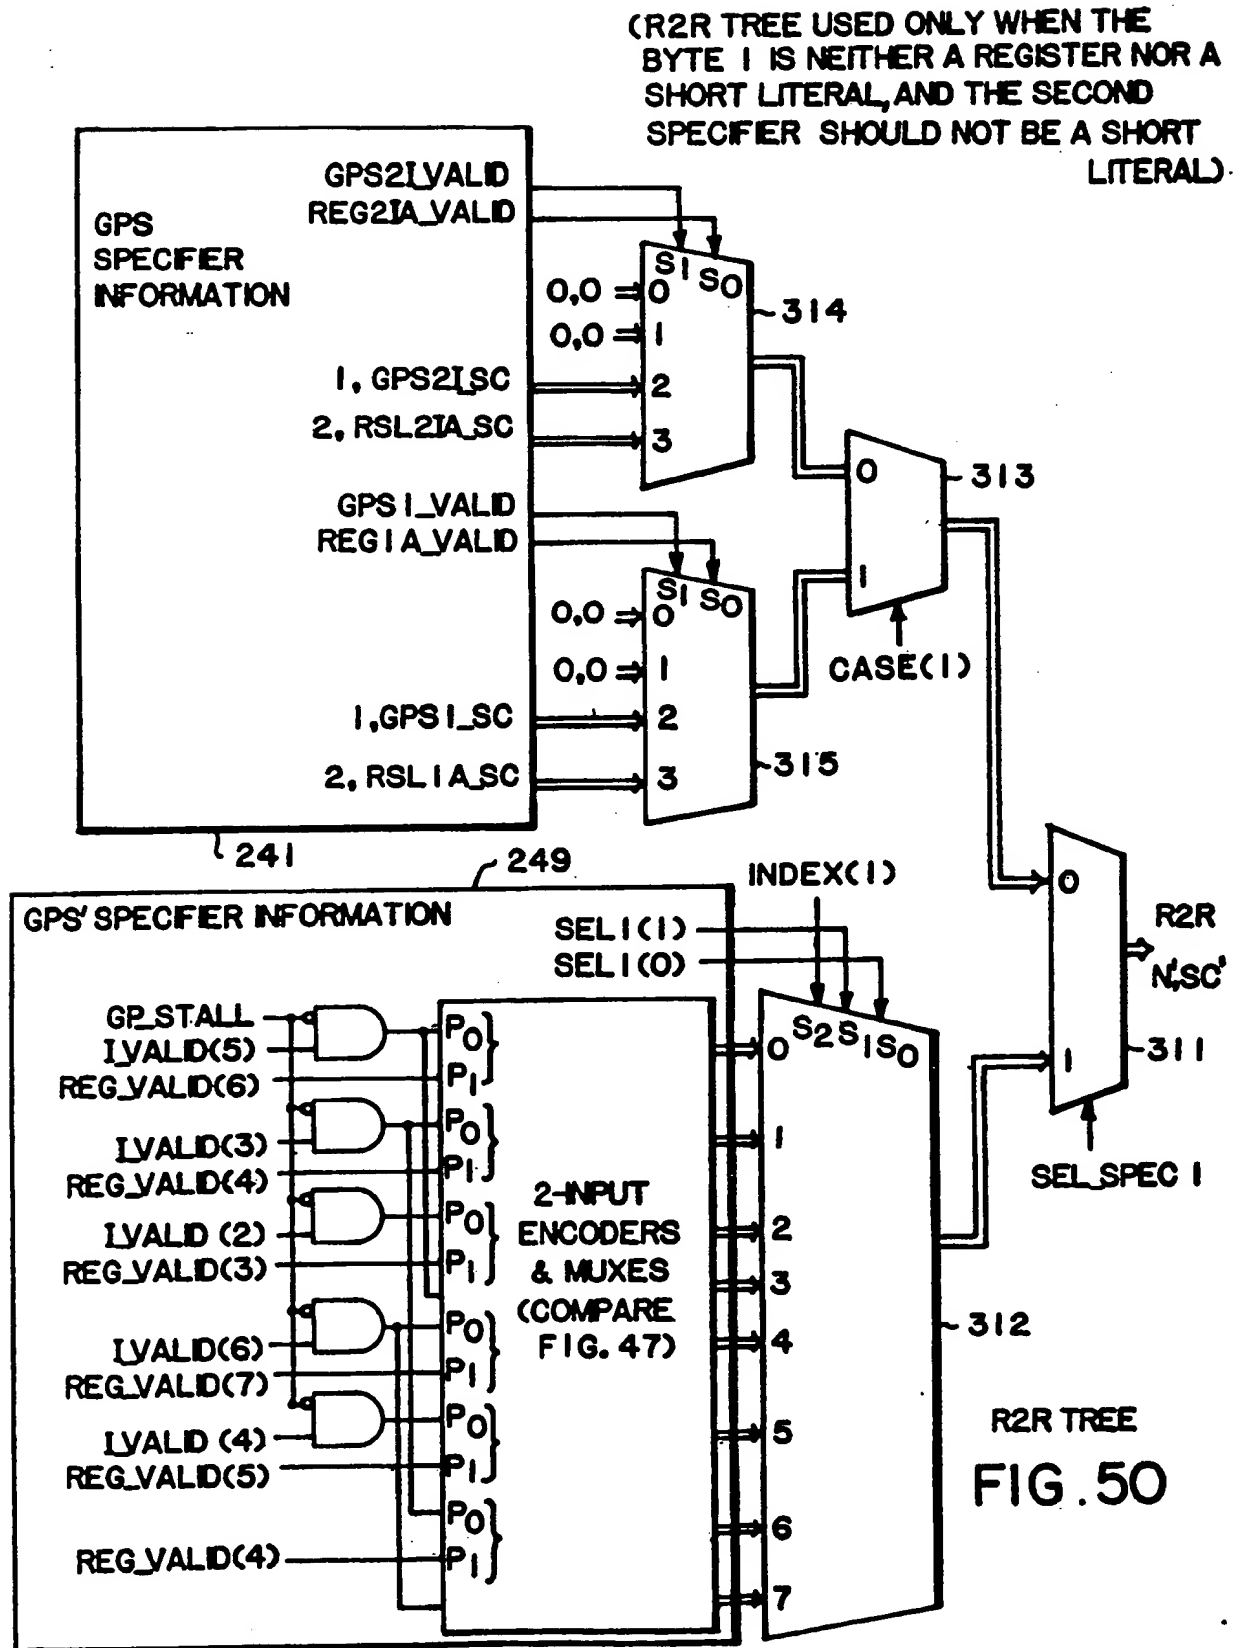 (R2R TREE USED ONLY WHEN THE
BYTE 1 IS NEITHER A REGISTER NOR A
SHORT LITERAL, AND THE SECOND
SPECIFIER SHOULD NOT BE A SHORT
LITERAL)
GPS
SPECIFIER
INFORMATION
GPS2I_VALID
REG2IA_VALID
S1 S0
0,0 0
0,0 1
1, GPS2I_SC 2
2, RSL2IA_SC 3
314
GPS1_VALID
REG1A_VALID
S1 S0
0,0 0
0,0 1
1,GPS1_SC 2
2, RSL1A_SC 3
315
0
1
313
CASE(1)
241
249
INDEX(1)
GPS' SPECIFIER INFORMATION
SEL1(1)
SEL1(0)
S2 S1 S0
GP_STALL
I_VALID(5)
REG_VALID(6)
I_VALID(3)
REG_VALID(4)
I_VALID (2)
REG_VALID(3)
I_VALID(6)
REG_VALID(7)
I_VALID (4)
REG_VALID(5)
REG_VALID(4)
P0
P1
P0
P1
P0
P1
P0
P1
P0
P1
P0
P1
2-INPUT
ENCODERS
& MUXES
(COMPARE
FIG. 47)
0
1
2
3
4
5
6
7
312
0
1
R2R
N',SC'
311
SEL_SPEC 1
R2R TREE
FIG. 50